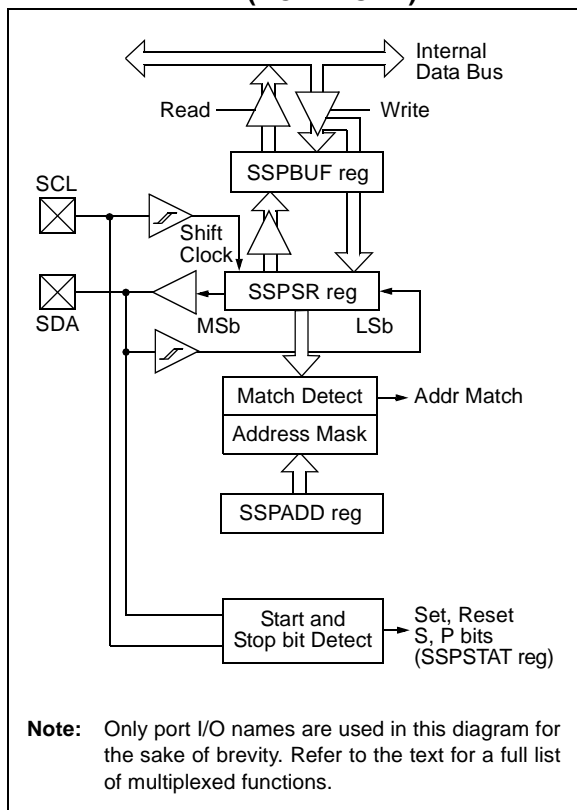 Internal
Data Bus
Read
Write
SSPBUF reg
SCL
Shift
Clock
SSPSR reg
SDA
MSb
LSb
Match Detect
Addr Match
Address Mask
SSPADD reg
Start and
Stop bit Detect
Set, Reset
S, P bits
(SSPSTAT reg)
Note: Only port I/O names are used in this diagram for
the sake of brevity. Refer to the text for a full list
of multiplexed functions.